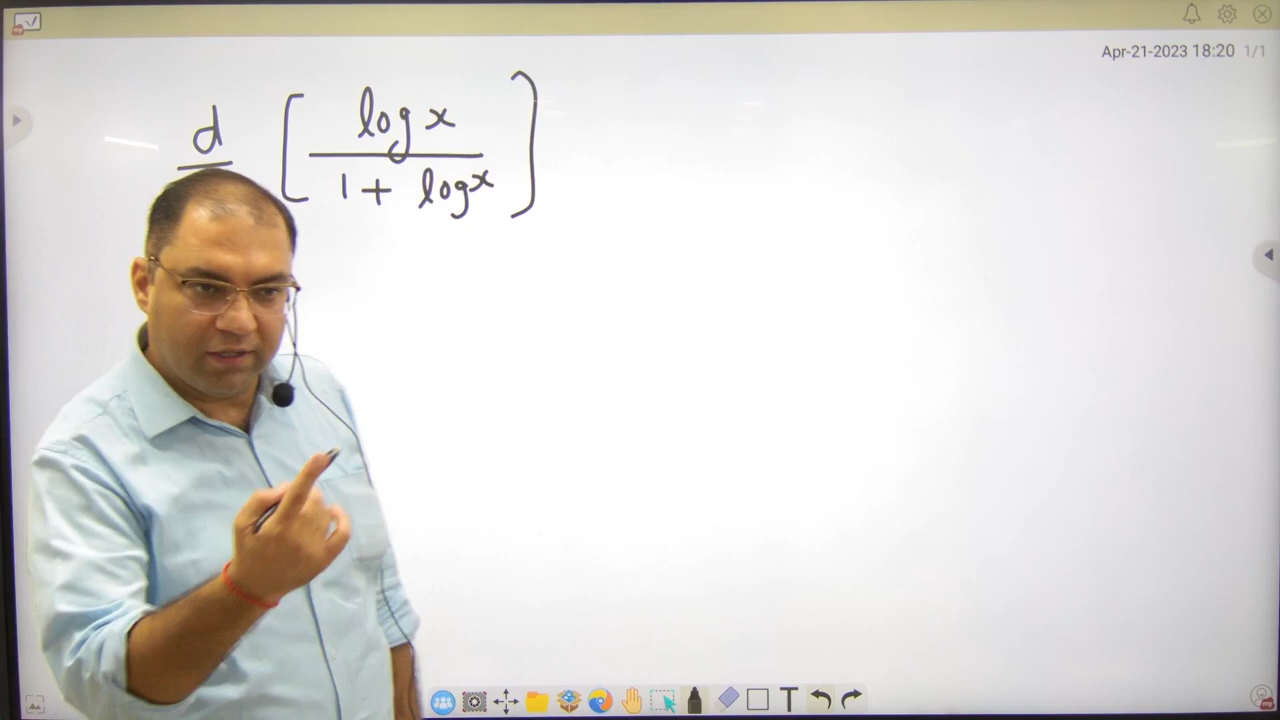 Apr-21-2023 18:20 1/1
d [ log x
1 + log x ]
T